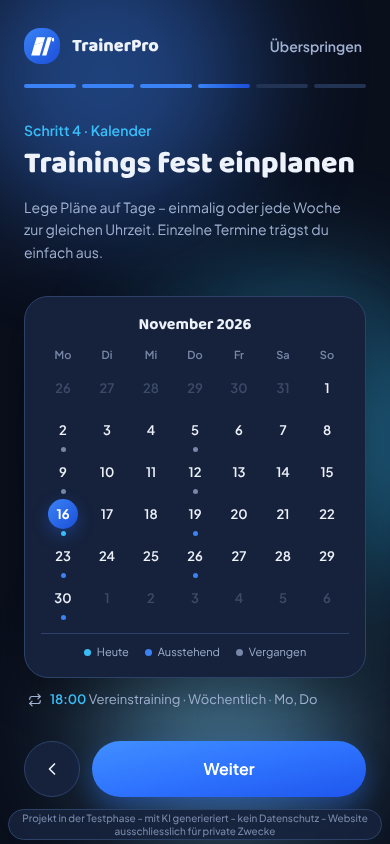 TrainerPro
Überspringen
Schritt 4 · Kalender
Trainings fest einplanen
Lege Pläne auf Tage – einmalig oder jede Woche
zur gleichen Uhrzeit. Einzelne Termine trägst du
einfach aus.
November 2026
Mo Di Mi Do Fr Sa So
26 27 28 29 30 31 1
2 3 4 5 6 7 8
9 10 11 12 13 14 15
16 17 18 19 20 21 22
23 24 25 26 27 28 29
30 1 2 3 4 5 6
Heute Ausstehend Vergangen
18:00 Vereinstraining · Wöchentlich · Mo, Do
Weiter
Projekt in der Testphase – mit KI generieriert – kein Datenschutz – Website
ausschliesslich für private Zwecke